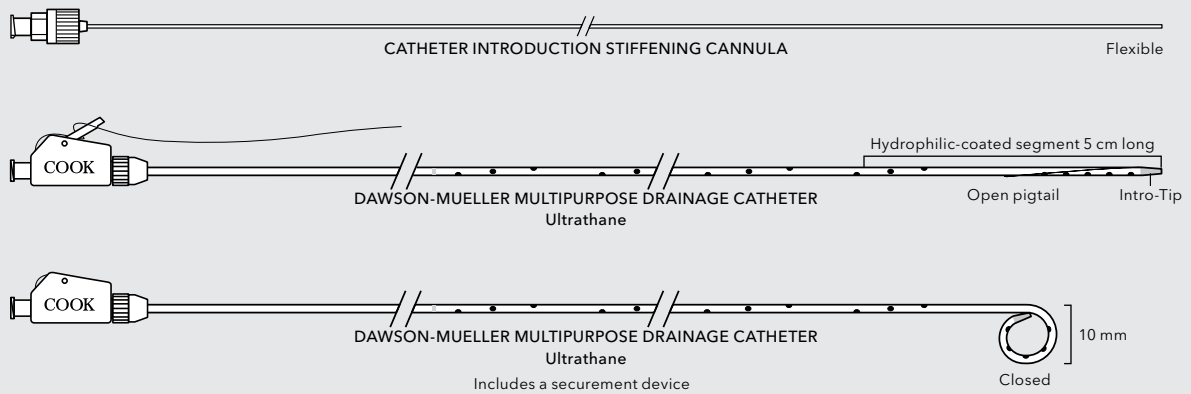 CATHETER INTRODUCTION STIFFENING CANNULA
Flexible
COOK
Hydrophilic-coated segment 5 cm long
DAWSON-MUELLER MULTIPURPOSE DRAINAGE CATHETER
Ultrathane
Open pigtail
Intro-Tip
COOK
DAWSON-MUELLER MULTIPURPOSE DRAINAGE CATHETER
Ultrathane
Includes a securement device
10 mm
Closed